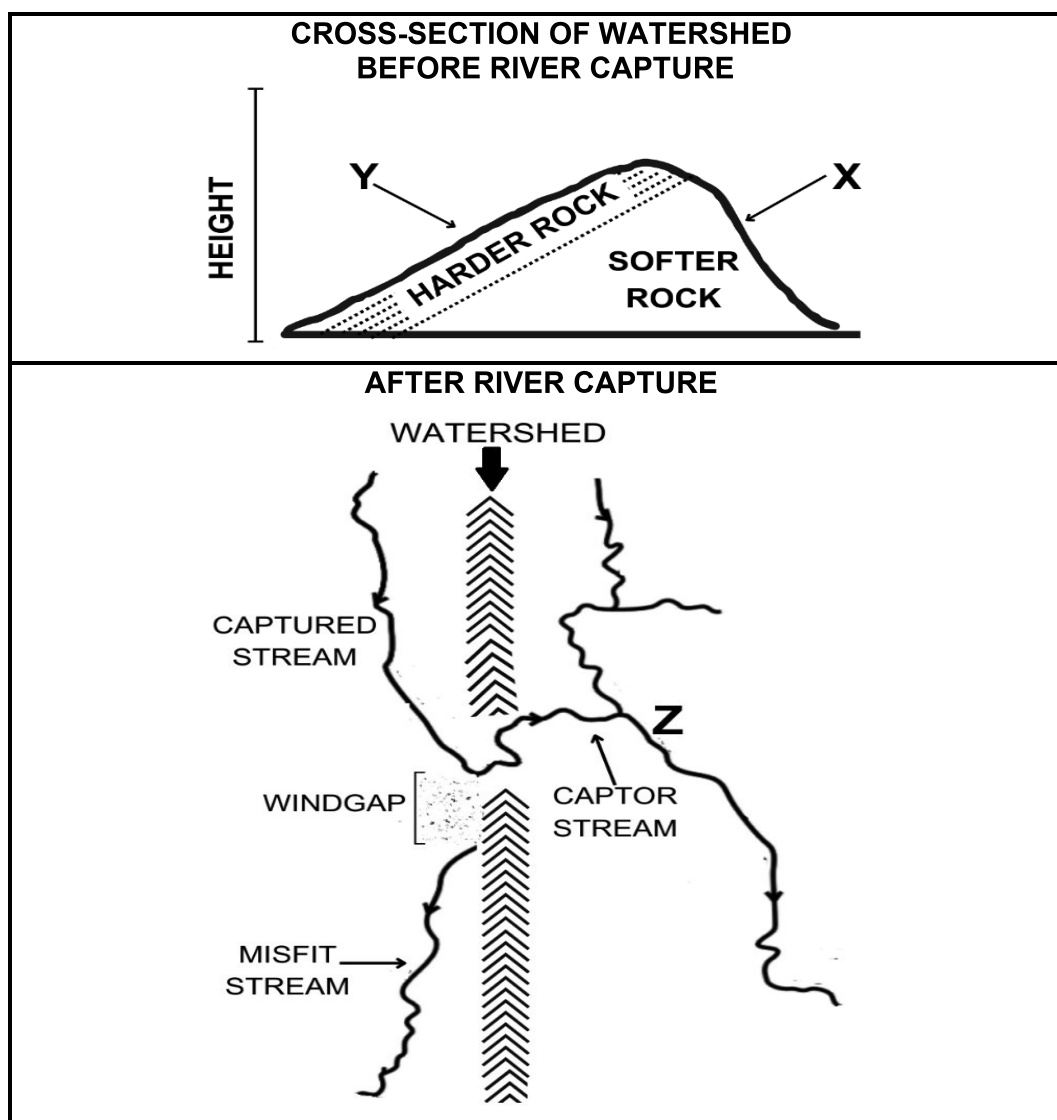 CROSS-SECTION OF WATERSHED
BEFORE RIVER CAPTURE
HEIGHT
Y
X
HARDER ROCK
SOFTER
ROCK
AFTER RIVER CAPTURE
WATERSHED
CAPTURED
STREAM
Z
WINDGAP
CAPTOR
STREAM
MISFIT
STREAM